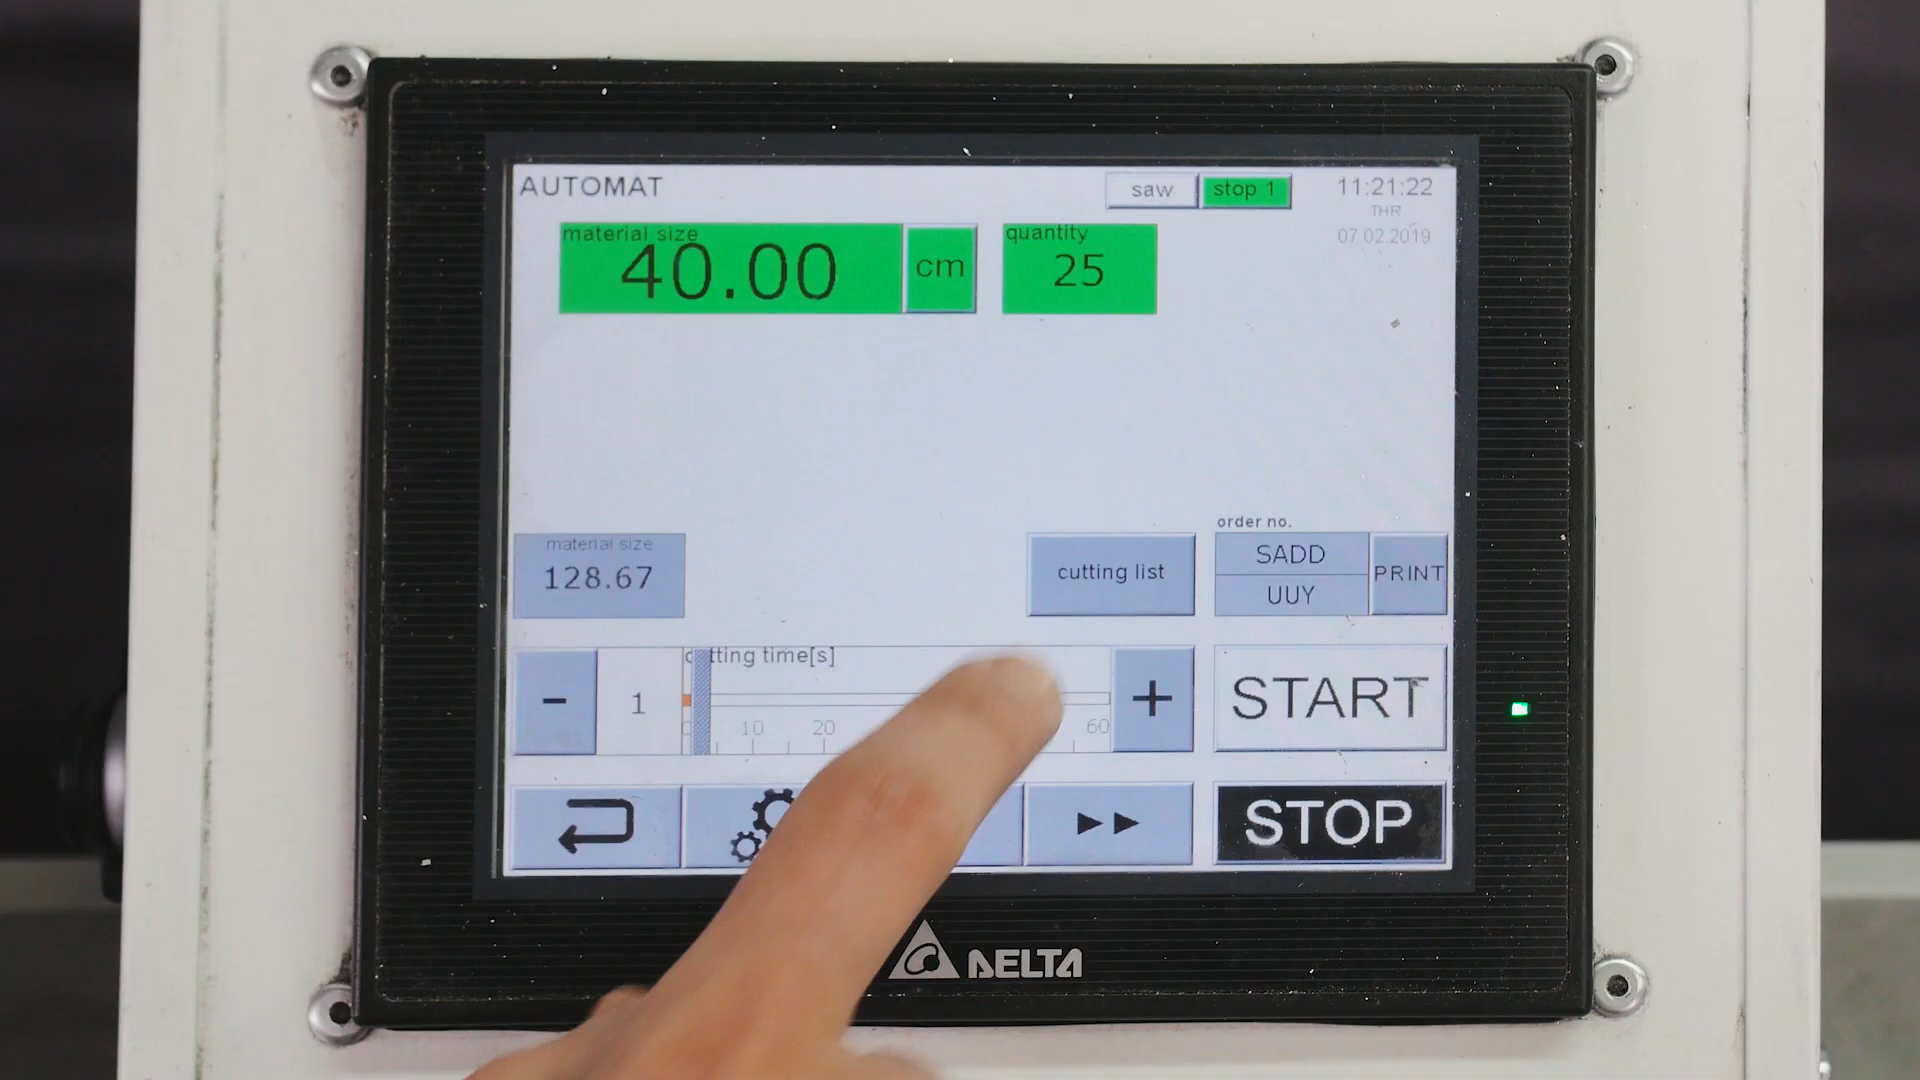 AUTOMAT
saw
stop 1
11:21:22
THR
07.02.2019
material size
40.00
cm
quantity
25
order no.
material size
128.67
cutting list
SADD
UUY
PRINT
tting time[s]
-
1
0
10
20
60
+
START
STOP
DELTA